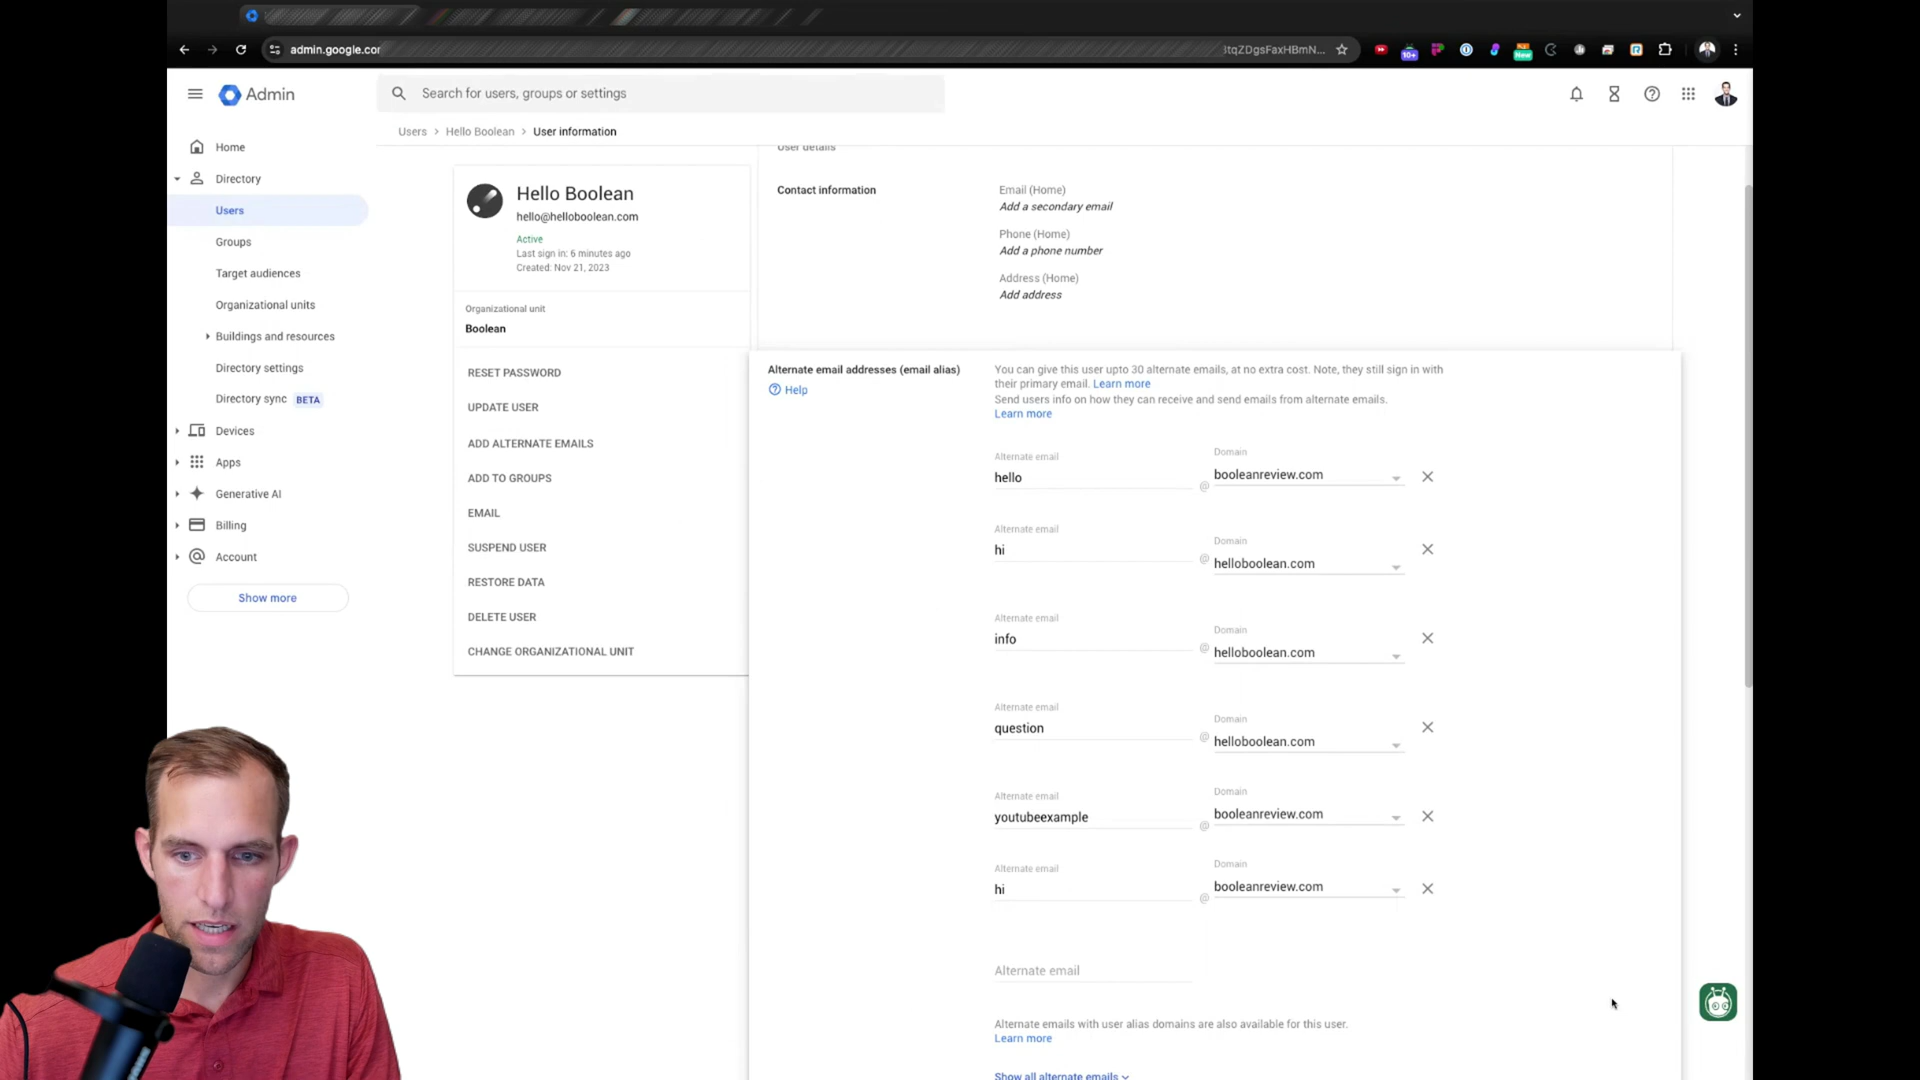 admin.google.cor
ItqZDgsFaxHBmN...
10+
New
Admin
Search for users, groups or settings
Users > Hello Boolean > User information
Home
Directory
Users
Groups
Target audiences
Organizational units
Buildings and resources
Directory settings
Directory sync BETA
Devices
Apps
Generative AI
Billing
Account
Show more
Hello Boolean
hello@helloboolean.com
Active
Last sign in: 6 minutes ago
Created: Nov 21, 2023
Organizational unit
Boolean
RESET PASSWORD
UPDATE USER
ADD ALTERNATE EMAILS
ADD TO GROUPS
EMAIL
SUSPEND USER
RESTORE DATA
DELETE USER
CHANGE ORGANIZATIONAL UNIT
User details
Contact information
Email (Home)
Add a secondary email
Phone (Home)
Add a phone number
Address (Home)
Add address
Alternate email addresses (email alias)
Help
You can give this user upto 30 alternate emails, at no extra cost. Note, they still sign in with
their primary email. Learn more
Send users info on how they can receive and send emails from alternate emails.
Learn more
Alternate email Domain
hello @ booleanreview.com
Alternate email Domain
hi @ helloboolean.com
Alternate email Domain
info @ helloboolean.com
Alternate email Domain
question @ helloboolean.com
Alternate email Domain
youtubeexample @ booleanreview.com
Alternate email Domain
hi @ booleanreview.com
Alternate email
Alternate emails with user alias domains are also available for this user.
Learn more
Show all alternate emails